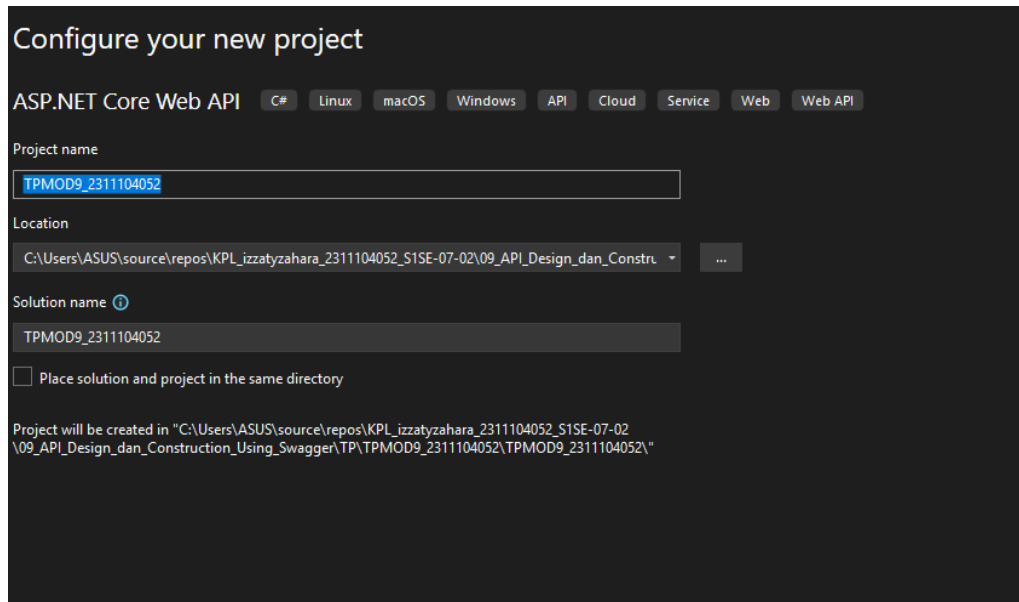 Configure your new project
ASP.NET Core Web API C# Linux macOS Windows API Cloud Service Web Web API
Project name
TPMOD9_2311104052
Location
C:\Users\ASUS\source\repos\KPL_izzatyzahara_2311104052_S1SE-07-02\09_API_Design_dan_Constru
...
Solution name
TPMOD9_2311104052
Place solution and project in the same directory
Project will be created in "C:\Users\ASUS\source\repos\KPL_izzatyzahara_2311104052_S1SE-07-02
\09_API_Design_dan_Construction_Using_Swagger\TP\TPMOD9_2311104052\TPMOD9_2311104052\"